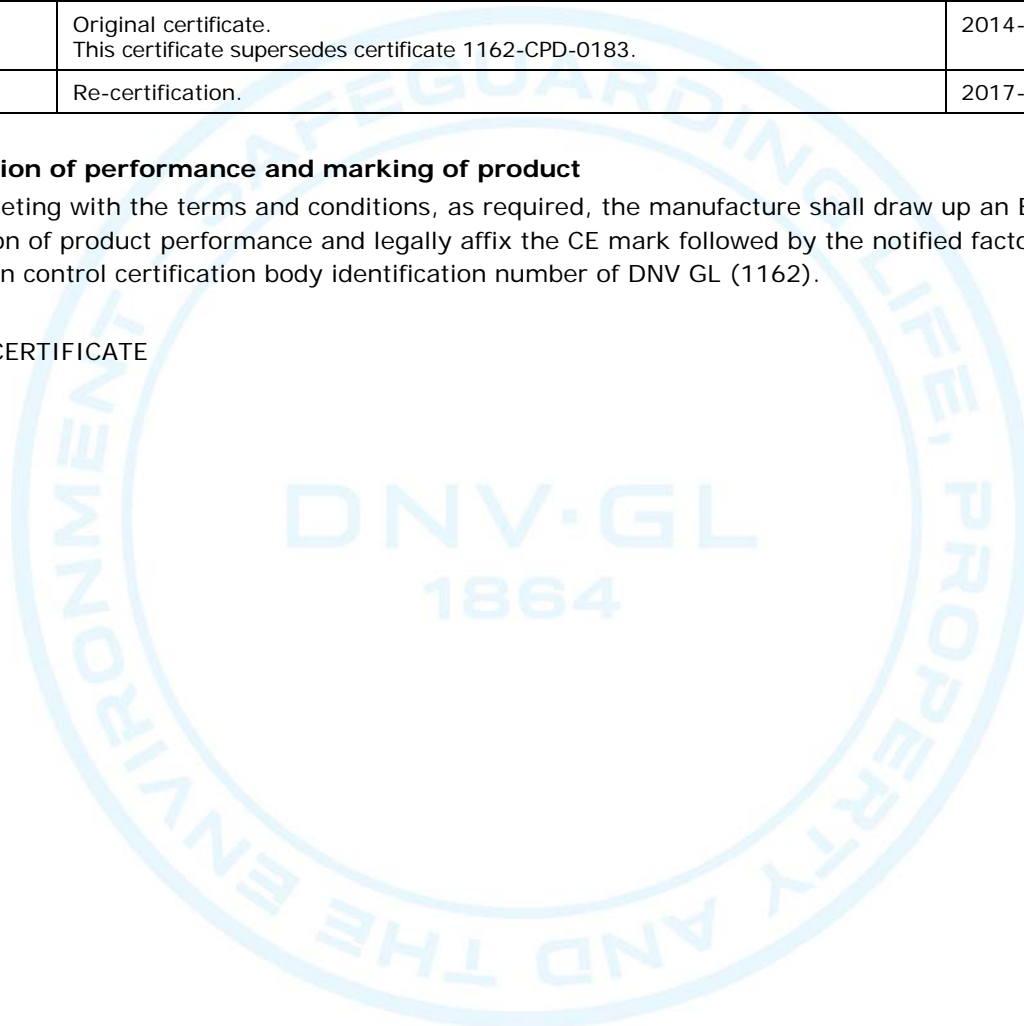 Original certificate.
This certificate supersedes certificate 1162-CPD-0183.
2014-
Re-certification.
2017-
ion of performance and marking of product
eting with the terms and conditions, as required, the manufacture shall draw up an E
on of product performance and legally affix the CE mark followed by the notified facto
n control certification body identification number of DNV GL (1162).
CERTIFICATE
SAFEGUARDING LIFE, PROPERTY AND THE ENVIRONMENT
DNV·GL
1864